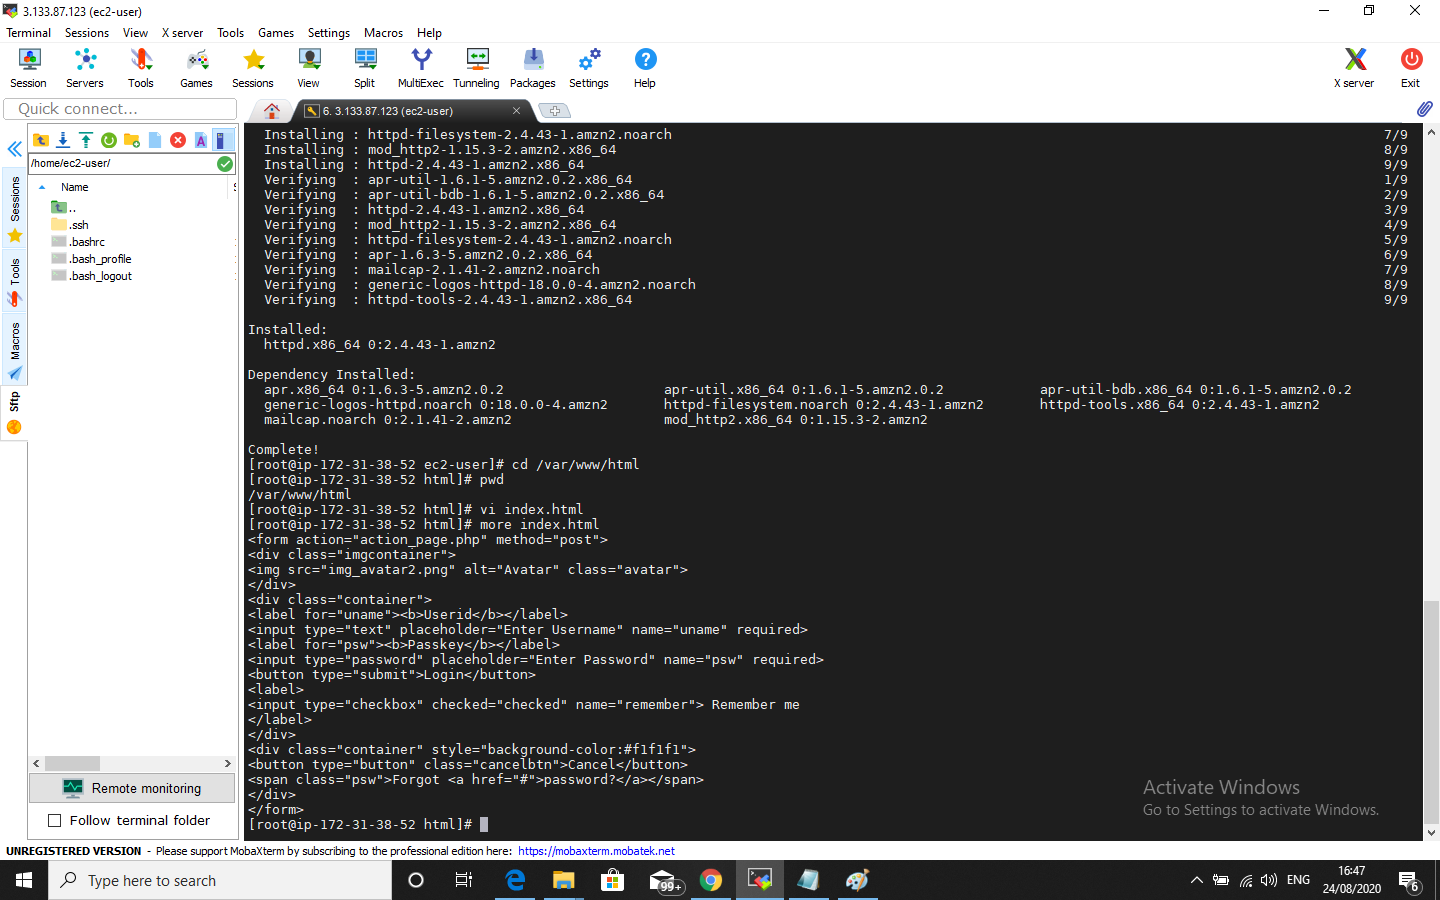 3.133.87.123 (ec2-user)
Terminal Sessions View X server Tools Games Settings Macros Help
Session Servers Tools Games Sessions View Split MultiExec Tunneling Packages Settings Help X server Exit
Quick connect...
6. 3.133.87.123 (ec2-user)
/home/ec2-user/
Name
..
.ssh
.bashrc
.bash_profile
.bash_logout
Sessions
Tools
Macros
Sftp
Remote monitoring
Follow terminal folder
Installing : httpd-filesystem-2.4.43-1.amzn2.noarch 7/9
Installing : mod_http2-1.15.3-2.amzn2.x86_64 8/9
Installing : httpd-2.4.43-1.amzn2.x86_64 9/9
Verifying : apr-util-1.6.1-5.amzn2.0.2.x86_64 1/9
Verifying : apr-util-bdb-1.6.1-5.amzn2.0.2.x86_64 2/9
Verifying : httpd-2.4.43-1.amzn2.x86_64 3/9
Verifying : mod_http2-1.15.3-2.amzn2.x86_64 4/9
Verifying : httpd-filesystem-2.4.43-1.amzn2.noarch 5/9
Verifying : apr-1.6.3-5.amzn2.0.2.x86_64 6/9
Verifying : mailcap-2.1.41-2.amzn2.noarch 7/9
Verifying : generic-logos-httpd-18.0.0-4.amzn2.noarch 8/9
Verifying : httpd-tools-2.4.43-1.amzn2.x86_64 9/9
Installed:
httpd.x86_64 0:2.4.43-1.amzn2
Dependency Installed:
apr.x86_64 0:1.6.3-5.amzn2.0.2 apr-util.x86_64 0:1.6.1-5.amzn2.0.2 apr-util-bdb.x86_64 0:1.6.1-5.amzn2.0.2
generic-logos-httpd.noarch 0:18.0.0-4.amzn2 httpd-filesystem.noarch 0:2.4.43-1.amzn2 httpd-tools.x86_64 0:2.4.43-1.amzn2
mailcap.noarch 0:2.1.41-2.amzn2 mod_http2.x86_64 0:1.15.3-2.amzn2
Complete!
[root@ip-172-31-38-52 ec2-user]# cd /var/www/html
[root@ip-172-31-38-52 html]# pwd
/var/www/html
[root@ip-172-31-38-52 html]# vi index.html
[root@ip-172-31-38-52 html]# more index.html
<form action="action_page.php" method="post">
<div class="imgcontainer">
<img src="img_avatar2.png" alt="Avatar" class="avatar">
</div>
<div class="container">
<label for="uname"><b>Userid</b></label>
<input type="text" placeholder="Enter Username" name="uname" required>
<label for="psw"><b>Passkey</b></label>
<input type="password" placeholder="Enter Password" name="psw" required>
<button type="submit">Login</button>
<label>
<input type="checkbox" checked="checked" name="remember"> Remember me
</label>
</div>
<div class="container" style="background-color:#f1f1f1">
<button type="button" class="cancelbtn">Cancel</button>
<span class="psw">Forgot <a href="#">password?</a></span>
</div>
</form>
[root@ip-172-31-38-52 html]#
Activate Windows
Go to Settings to activate Windows.
UNREGISTERED VERSION - Please support MobaXterm by subscribing to the professional edition here: https://mobaxterm.mobatek.net
Type here to search
99+
ENG
16:47
24/08/2020
6